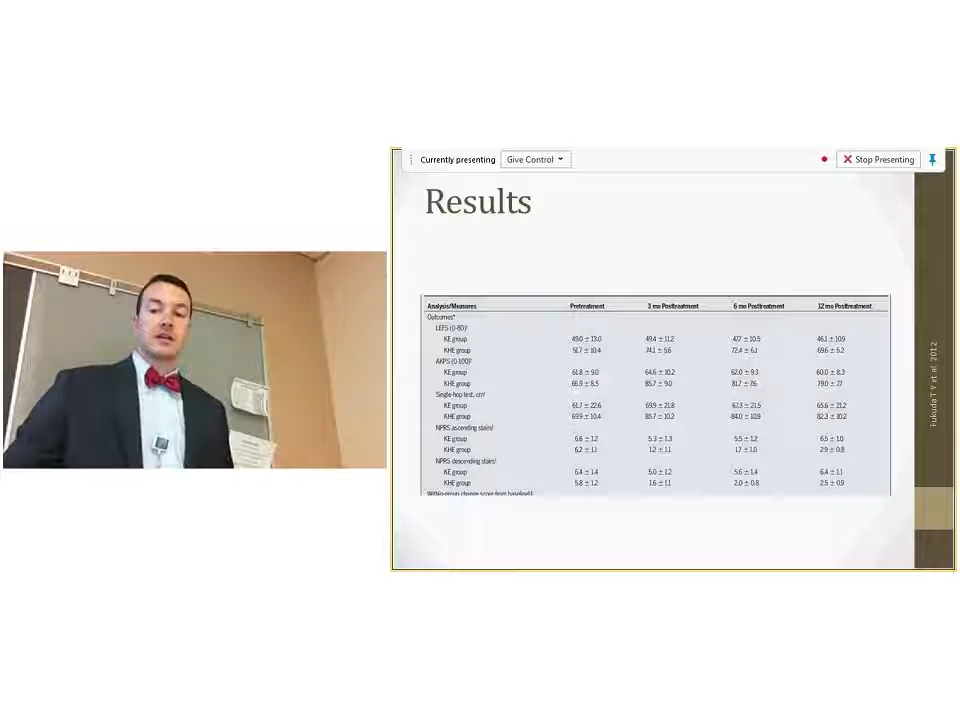 Currently presenting Give Control Stop Presenting
Results
Analysis/Measures Pretreatment 3 mo Posttreatment 6 mo Posttreatment 12 mo Posttreatment
Outcomes*
LEFS (0-80)†
KE group 49.0 ± 13.0 49.4 ± 11.2 47.7 ± 10.5 46.1 ± 10.9
KHE group 51.7 ± 10.4 74.1 ± 5.6 72.4 ± 6.1 69.6 ± 5.2
AKPS (0-100)†
KE group 61.8 ± 9.0 64.6 ± 10.2 62.0 ± 9.3 60.0 ± 8.3
KHE group 65.9 ± 8.5 85.7 ± 9.0 81.7 ± 7.6 79.0 ± 7.7
Single-hop test, cm†
KE group 61.7 ± 22.6 69.9 ± 21.8 67.3 ± 21.5 65.6 ± 21.2
KHE group 69.9 ± 10.4 85.7 ± 10.2 84.0 ± 10.9 82.3 ± 10.2
NPRS ascending stairs‡
KE group 6.6 ± 1.2 5.3 ± 1.3 5.5 ± 1.2 6.5 ± 1.0
KHE group 6.2 ± 1.1 1.2 ± 1.1 1.7 ± 1.0 2.9 ± 0.8
NPRS descending stairs‡
KE group 6.4 ± 1.4 5.0 ± 1.2 5.6 ± 1.4 6.4 ± 1.1
KHE group 5.8 ± 1.2 1.6 ± 1.1 2.0 ± 0.8 2.5 ± 0.9
Within-group change score from baseline
Fukuda T Y et al 2012